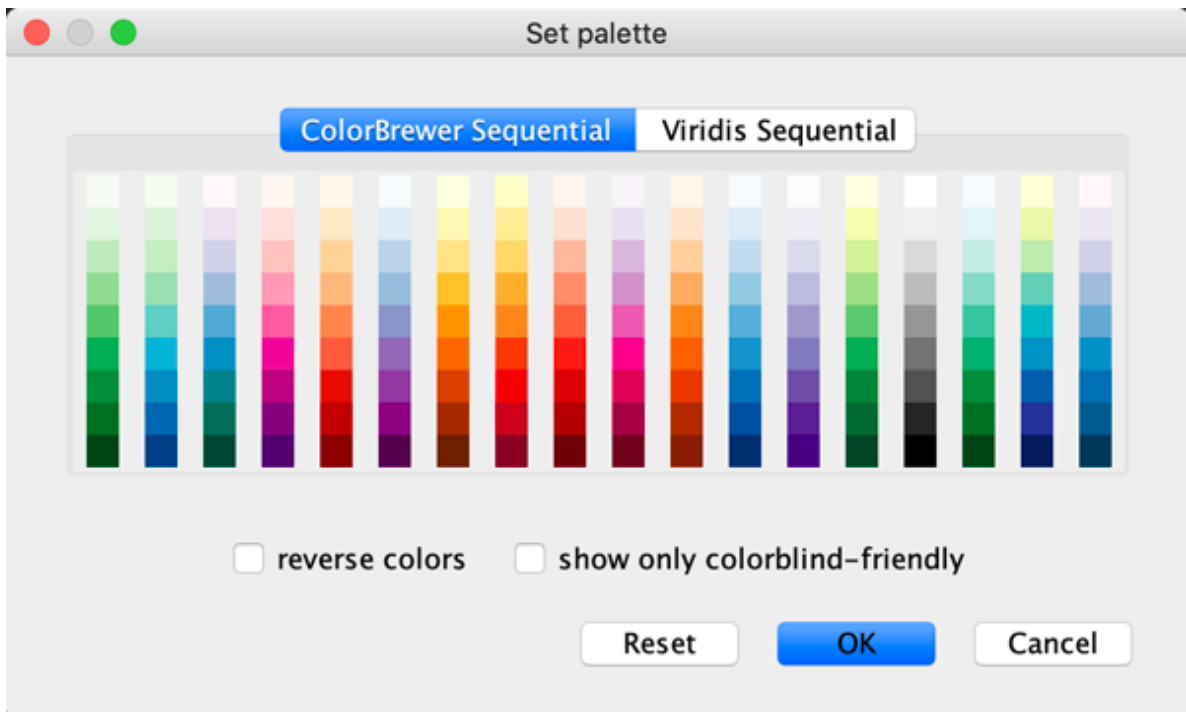 Set palette
ColorBrewer Sequential Viridis Sequential
reverse colors show only colorblind-friendly
Reset OK Cancel